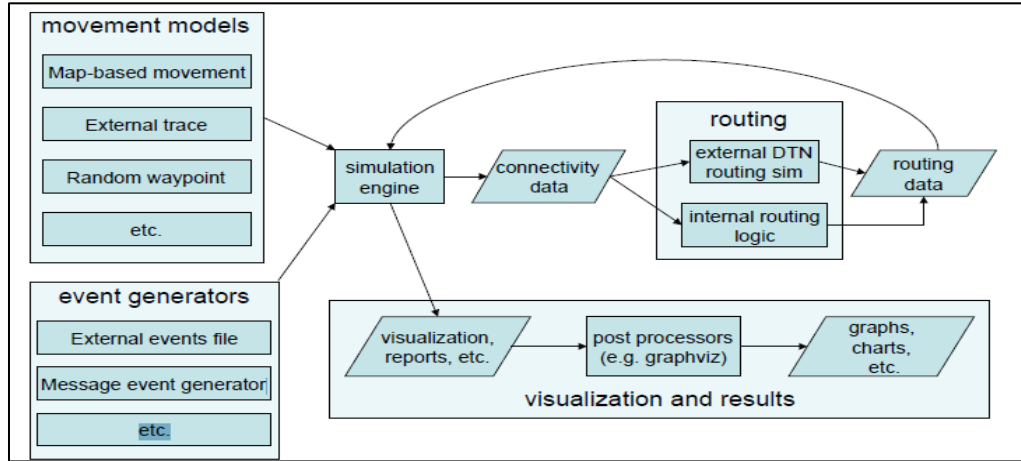 movement models
Map-based movement
External trace
Random waypoint
etc.
event generators
External events file
Message event generator
etc.
simulation
engine
connectivity
data
routing
external DTN
routing sim
internal routing
logic
routing
data
visualization,
reports, etc.
post processors
(e.g. graphviz)
graphs,
charts,
etc.
visualization and results